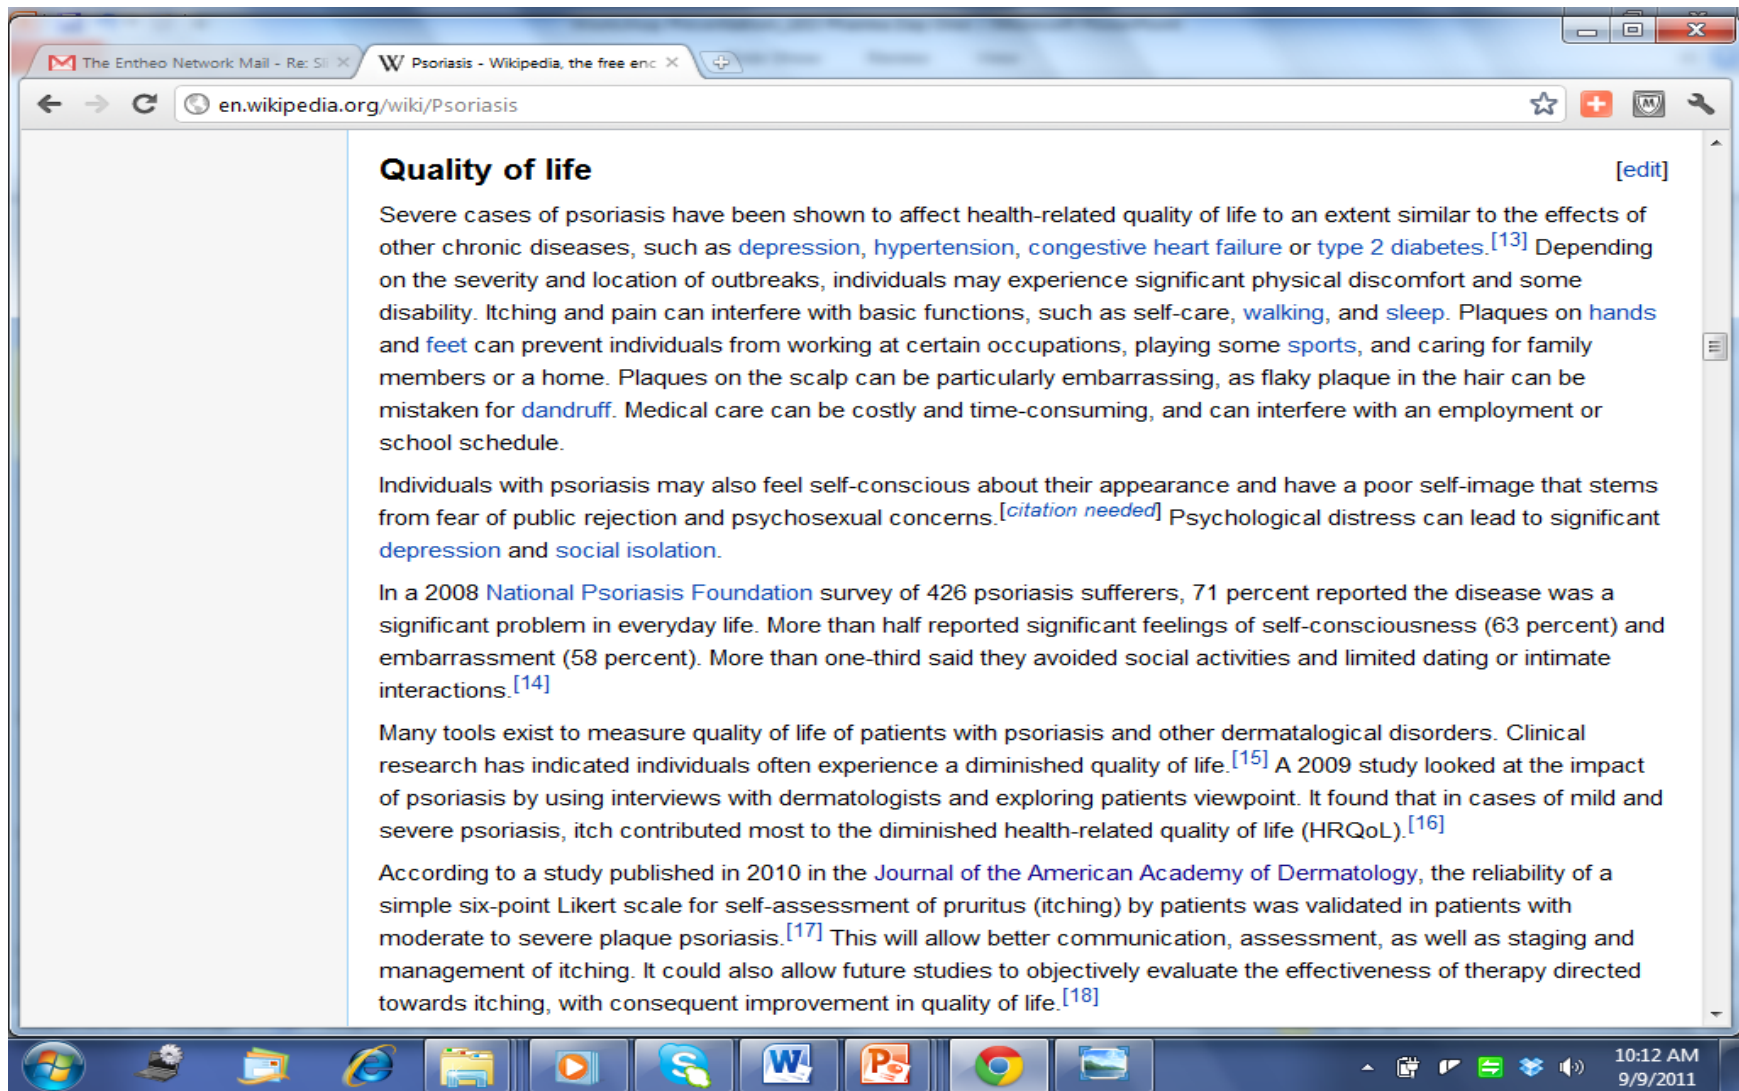 The Entheo Network Mail - Re: Sli
Psoriasis - Wikipedia, the free enc
en.wikipedia.org/wiki/Psoriasis
Quality of life
[edit]
Severe cases of psoriasis have been shown to affect health-related quality of life to an extent similar to the effects of
other chronic diseases, such as depression, hypertension, congestive heart failure or type 2 diabetes.[13] Depending
on the severity and location of outbreaks, individuals may experience significant physical discomfort and some
disability. Itching and pain can interfere with basic functions, such as self-care, walking, and sleep. Plaques on hands
and feet can prevent individuals from working at certain occupations, playing some sports, and caring for family
members or a home. Plaques on the scalp can be particularly embarrassing, as flaky plaque in the hair can be
mistaken for dandruff. Medical care can be costly and time-consuming, and can interfere with an employment or
school schedule.
Individuals with psoriasis may also feel self-conscious about their appearance and have a poor self-image that stems
from fear of public rejection and psychosexual concerns.[citation needed] Psychological distress can lead to significant
depression and social isolation.
In a 2008 National Psoriasis Foundation survey of 426 psoriasis sufferers, 71 percent reported the disease was a
significant problem in everyday life. More than half reported significant feelings of self-consciousness (63 percent) and
embarrassment (58 percent). More than one-third said they avoided social activities and limited dating or intimate
interactions.[14]
Many tools exist to measure quality of life of patients with psoriasis and other dermatalogical disorders. Clinical
research has indicated individuals often experience a diminished quality of life.[15] A 2009 study looked at the impact
of psoriasis by using interviews with dermatologists and exploring patients viewpoint. It found that in cases of mild and
severe psoriasis, itch contributed most to the diminished health-related quality of life (HRQoL).[16]
According to a study published in 2010 in the Journal of the American Academy of Dermatology, the reliability of a
simple six-point Likert scale for self-assessment of pruritus (itching) by patients was validated in patients with
moderate to severe plaque psoriasis.[17] This will allow better communication, assessment, as well as staging and
management of itching. It could also allow future studies to objectively evaluate the effectiveness of therapy directed
towards itching, with consequent improvement in quality of life.[18]
10:12 AM
9/9/2011